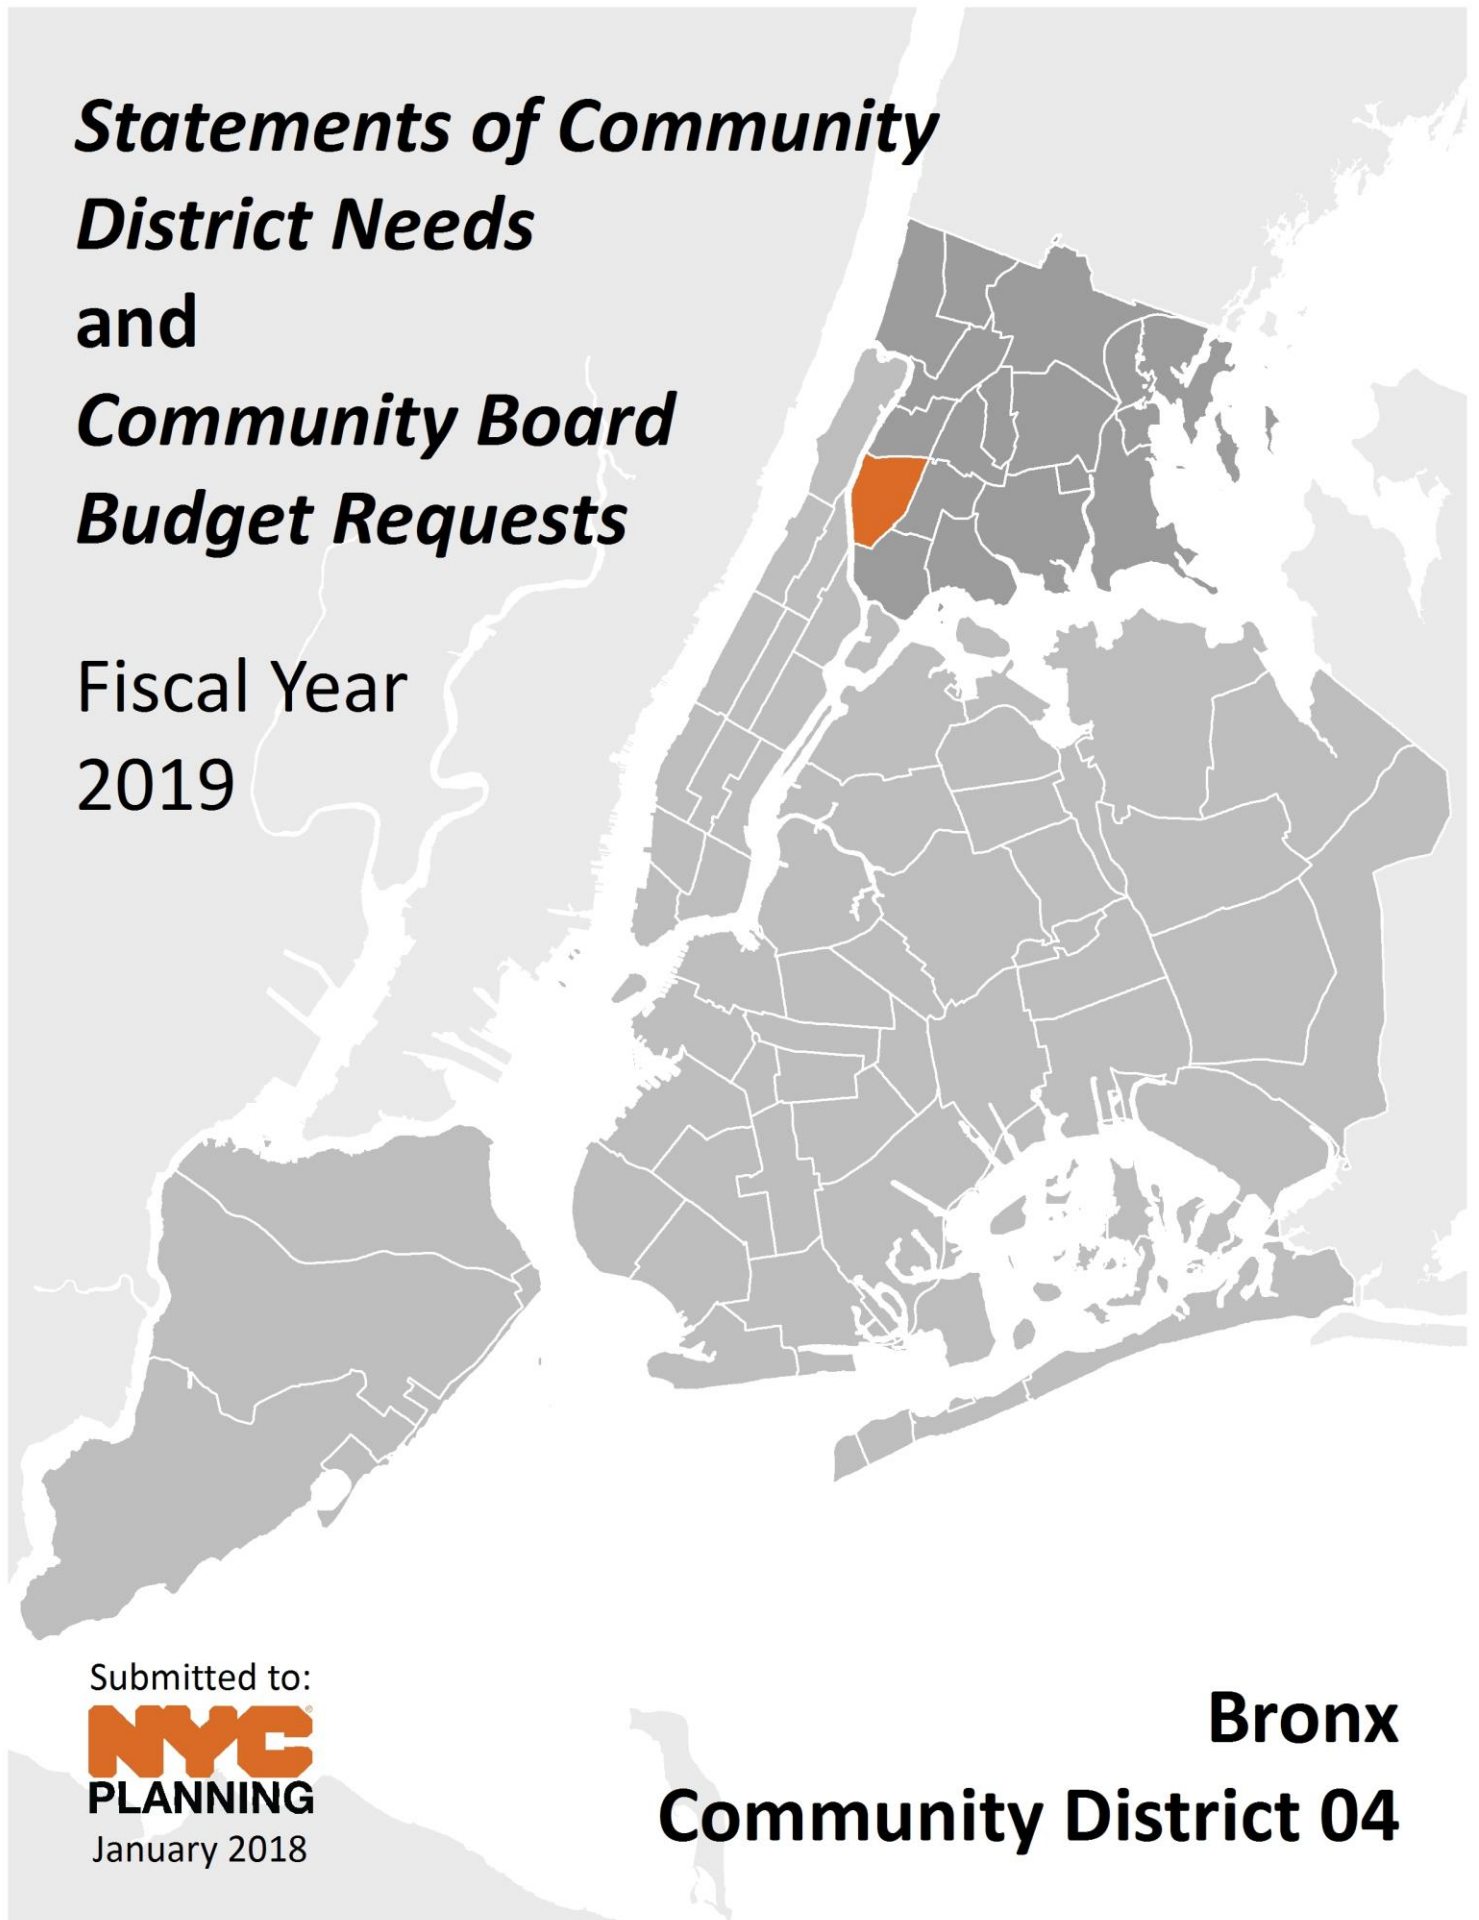 Statements of Community
District Needs
and
Community Board
Budget Requests
Fiscal Year
2019
Submitted to:
NYC
PLANNING
January 2018
Bronx
Community District 04